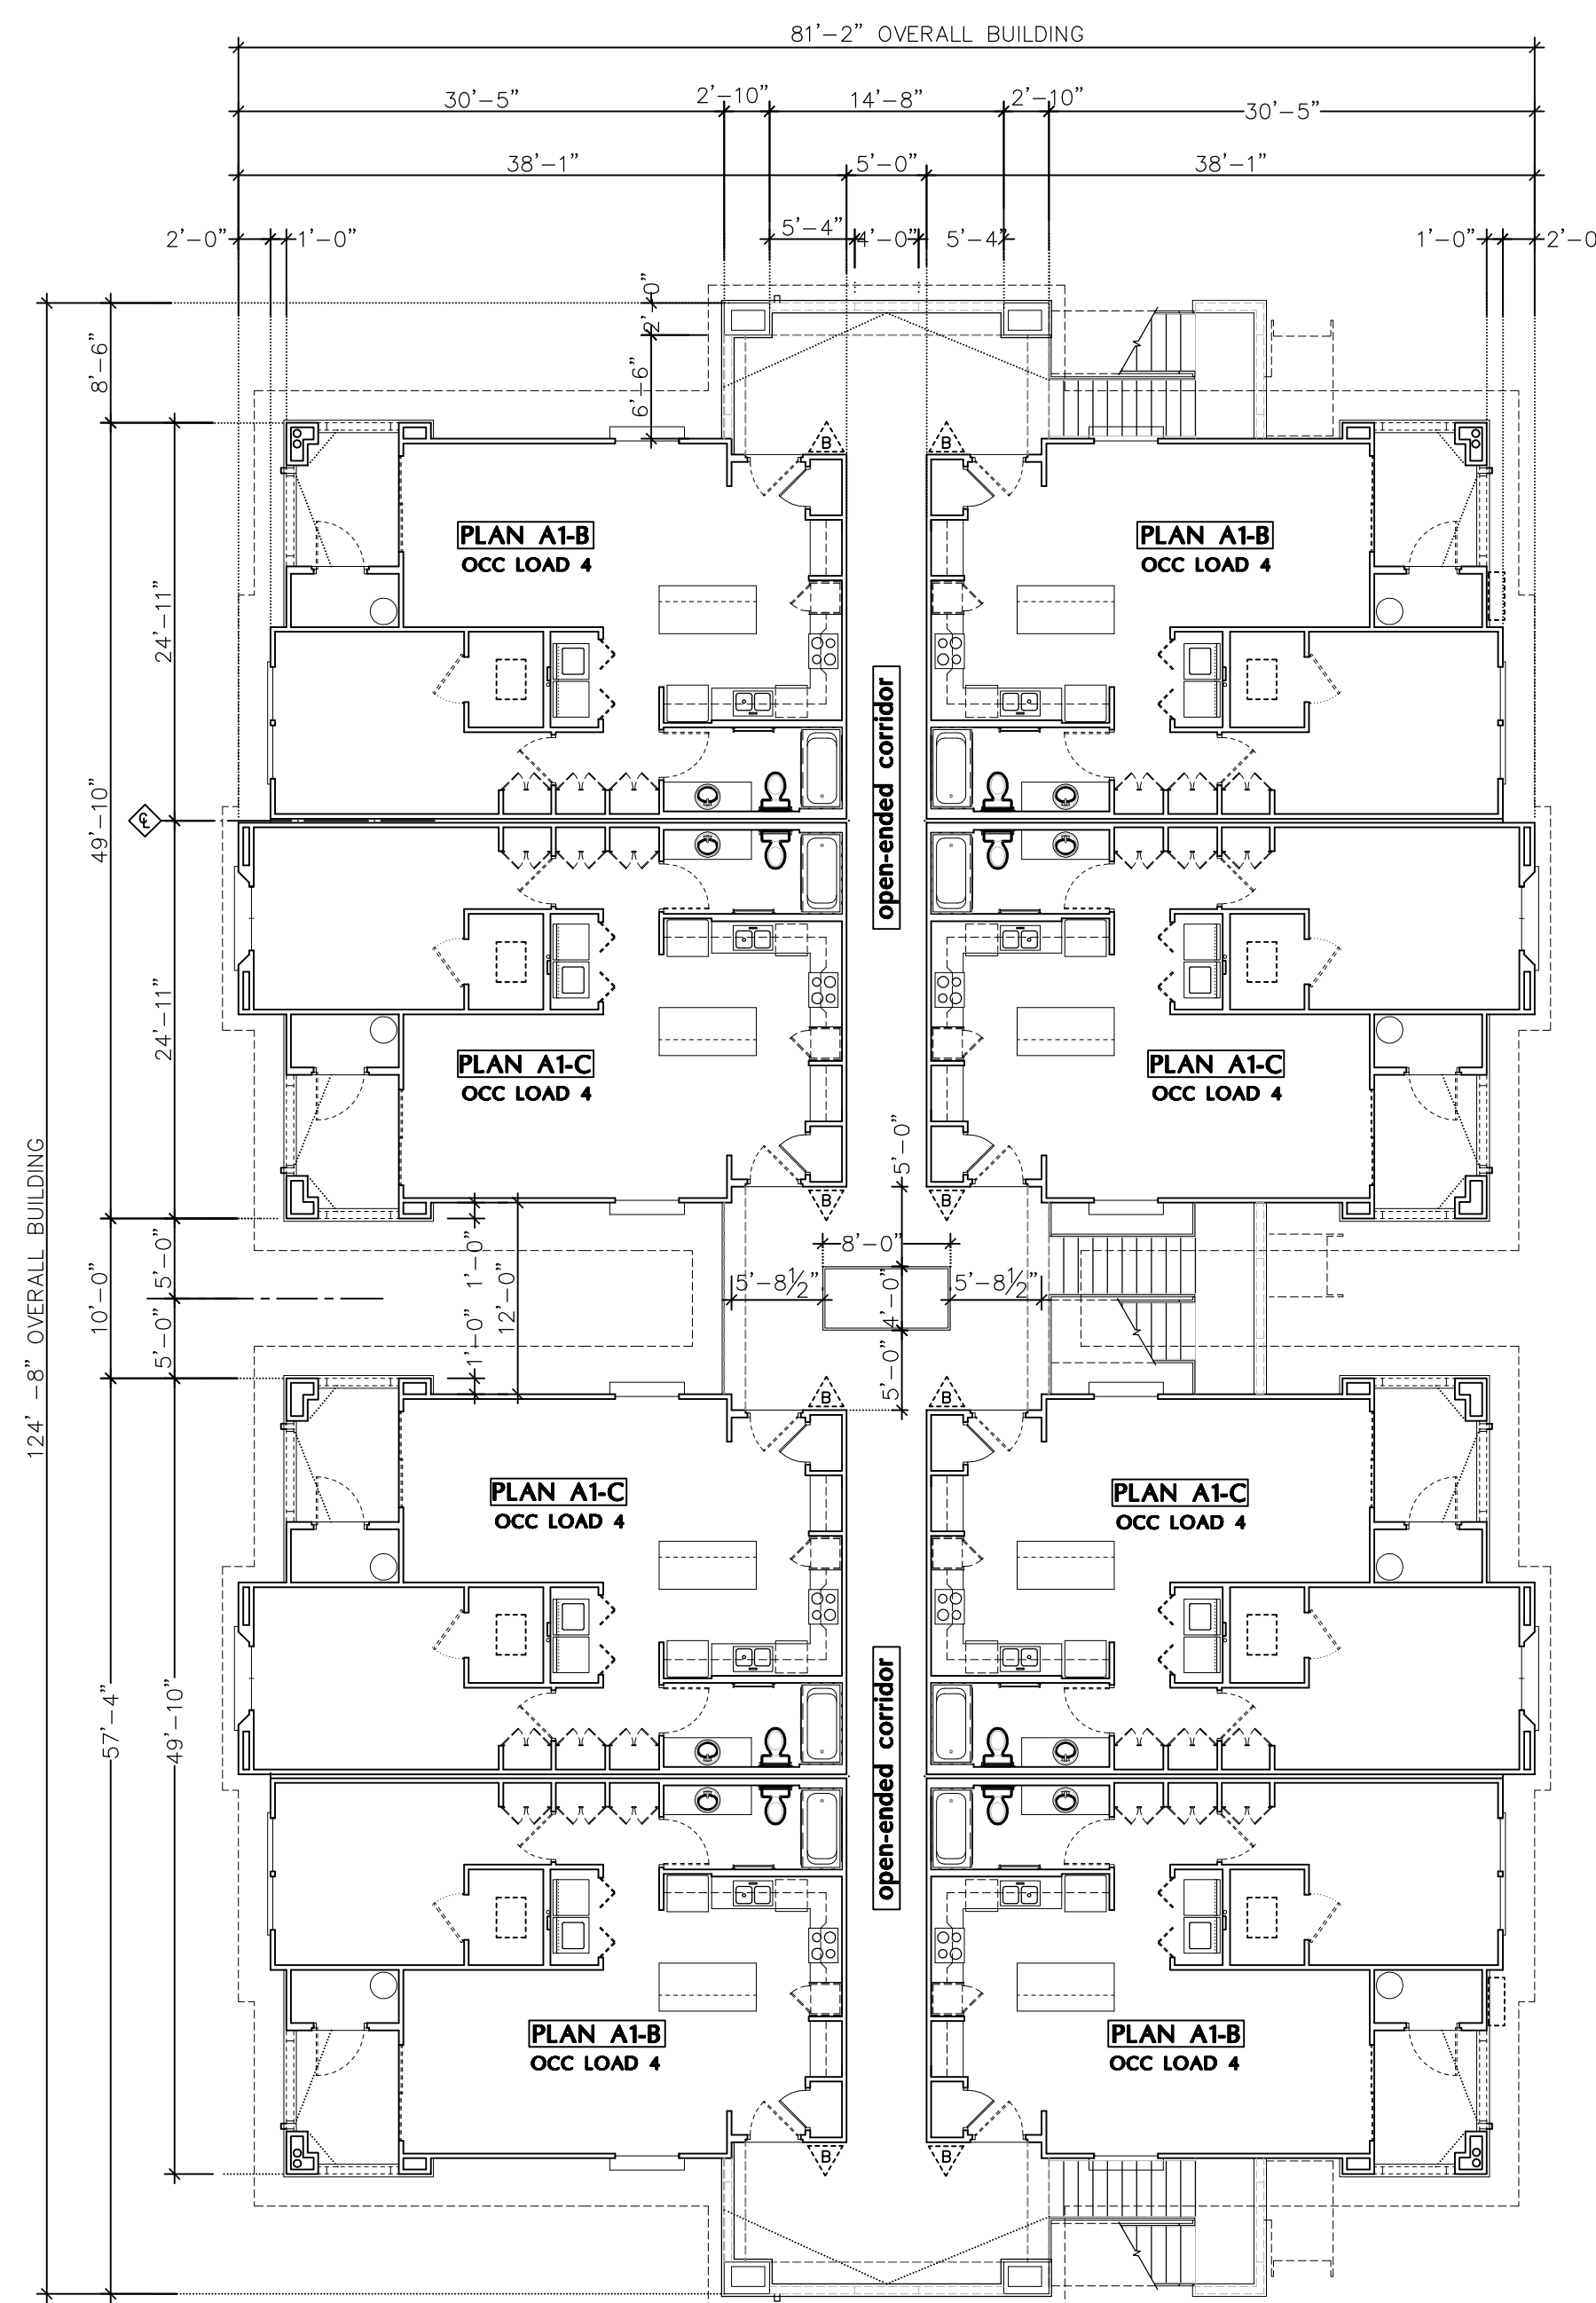 81'-2" OVERALL BUILDING
30'-5" 2'-10" 14'-8" 2'-10" 30'-5"
38'-1" 5'-0" 38'-1"
2'-0" 1'-0" 5'-4" 4'-0" 5'-4" 1'-0" 2'-0
8'-6"
2'-0"
6'-6"
B B
PLAN A1-B PLAN A1-B
OCC LOAD 4 OCC LOAD 4
24'-11"
49'-10"
open-ended corridor
24'-11"
PLAN A1-C PLAN A1-C
OCC LOAD 4 OCC LOAD 4
B B
5'-0"
124' -8" OVERALL BUILDING
10'-0"
5'-0"
5'-0"
1'-0"
1'-0"
12'-0"
8'-0"
5'-8½" 4'-0" 5'-8½"
5'-0"
B B
PLAN A1-C PLAN A1-C
OCC LOAD 4 OCC LOAD 4
57'-4"
49'-10"
open-ended corridor
PLAN A1-B PLAN A1-B
OCC LOAD 4 OCC LOAD 4
B B